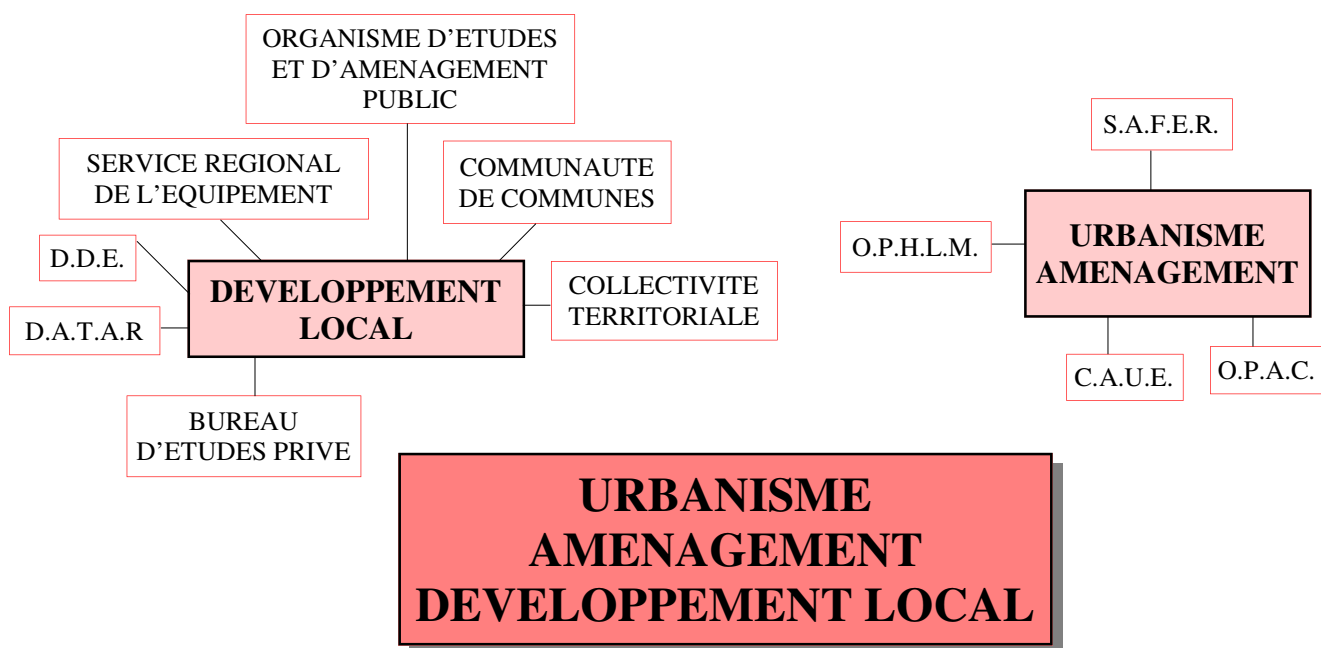 ORGANISME D'ETUDES
ET D'AMENAGEMENT
PUBLIC
SERVICE REGIONAL
DE L'EQUIPEMENT
COMMUNAUTE
DE COMMUNES
D.D.E.
D.A.T.A.R
DEVELOPPEMENT
LOCAL
COLLECTIVITE
TERRITORIALE
BUREAU
D'ETUDES PRIVE
S.A.F.E.R.
O.P.H.L.M.
URBANISME
AMENAGEMENT
C.A.U.E.
O.P.A.C.
URBANISME
AMENAGEMENT
DEVELOPPEMENT LOCAL